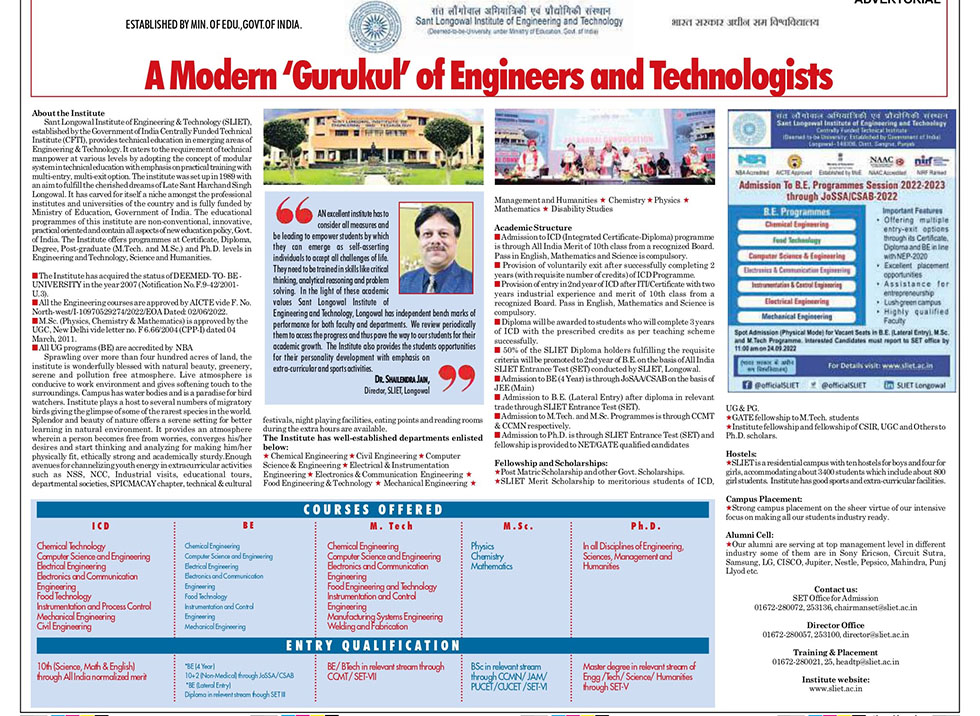 ADVERTORIAL
ESTABLISHED BY MIN. OF EDU.,GOVT.OF INDIA.
संत लौंगोवाल अभियांत्रिकी एवं प्रौद्योगिकी संस्थान
Sant Longowal Institute of Engineering and Technology
(Deemed-to-be-University, under Ministry of Education, Govt. of India)
भारत सरकार अधीन सम विश्वविद्यालय
A Modern 'Gurukul' of Engineers and Technologists
About the Institute
Sant Longowal Institute of Engineering & Technology (SLIET),
established by the Government of India Centrally Funded Technical
Institute (CFTI), provides technical education in emerging areas of
Engineering & Technology. It caters to the requirement of technical
manpower at various levels by adopting the concept of modular
system in technical education with emphasis on practical training with
multi-entry, multi-exit option. The institute was set up in 1989 with
an aim to fulfill the cherished dreams of Late Sant Harchand Singh
Longowal. It has carved for itself a niche amongst the professional
institutes and universities of the country and is fully funded by
Ministry of Education, Government of India. The educational
programmes of this institute are non-conventional, innovative,
practical oriented and contain all aspects of new education policy, Govt.
of India. The Institute offers programmes at Certificate, Diploma,
Degree, Post-graduate (M.Tech. and M.Sc.) and Ph.D. levels in
Engineering and Technology, Science and Humanities.
■ The Institute has acquired the status of DEEMED- TO- BE -
UNIVERSITY in the year 2007 (Notification No.F.9-42/2001-
U.3).
■ All the Engineering courses are approved by AICTE vide F. No.
North-west/1-10970529274/2022/EOA Dated 02/06/2022.
■ M.Sc. (Physics, Chemistry & Mathematics) is approved by the
UGC, New Delhi vide letter no. F 6.66/2004 (CPP-I) dated 04
March, 2011.
■ All UG programs (BE) are accredited by NBA
Sprawling over more than four hundred acres of land, the
institute is wonderfully blessed with natural beauty, greenery,
serene and pollution free atmosphere. Live atmosphere is
conducive to work environment and gives softening touch to the
surroundings. Campus has water bodies and is a paradise for bird
watchers. Institute plays a host to several numbers of migratory
birds giving the glimpse of some of the rarest species in the world.
Splendor and beauty of nature offers a serene setting for better
learning in natural environment. It provides an atmosphere
wherein a person becomes free from worries, converges his/her
desires and start thinking and analyzing for making him/her
physically fit, ethically strong and academically sturdy.Enough
avenues for channelizing youth energy in extracurricular activities
such as NSS, NCC, Industrial visits, educational tours,
departmental societies, SPICMACAY chapter, technical & cultural
AN excellent institute has to
consider all measures and
be leading to empower students by which
they can emerge as self-asserting
individuals to accept all challenges of life.
They need to be trained in skills like critical
thinking, analytical reasoning and problem
solving. In the light of these academic
values Sant Longowal Institute of
Engineering and Technology, Longowal has independent bench marks of
performance for both faculty and departments. We review periodically
them to access the progress and thus pave the way to our students for their
academic growth. The Institute also provides the students opportunities
for their personality development with emphasis on
extra-curricular and sports activities.
DR. SHAILENDRA JAIN,
Director, SLIET, Longowal
festivals, night playing facilities, eating points and reading rooms
during the extra hours are available.
The Institute has well-established departments enlisted
below:
★ Chemical Engineering ★ Civil Engineering ★ Computer
Science & Engineering ★ Electrical & Instrumentation
Engineering ★ Electronics & Communication Engineering ★
Food Engineering & Technology ★ Mechanical Engineering ★
Management and Humanities ★ Chemistry ★ Physics ★
Mathematics ★ Disability Studies
Academic Structure
■ Admission to ICD (Integrated Certificate-Diploma) programme
is through All India Merit of 10th class from a recognized Board.
Pass in English, Mathematics and Science is compulsory.
■ Provision of voluntarily exit after successfully completing 2
years (with requisite number of credits) of ICD Programme.
■ Provision of entry in 2nd year of ICD after ITI/Certificate with two
years industrial experience and merit of 10th class from a
recognized Board. Pass in English, Mathematics and Science is
compulsory.
■ Diploma will be awarded to students who will complete 3 years
of ICD with the prescribed credits as per teaching scheme
successfully.
■ 50% of the SLIET Diploma holders fulfilling the requisite
criteria will be promoted to 2nd year of B.E. on the basis of All India
SLIET Entrance Test (SET) conducted by SLIET, Longowal.
■ Admission to BE (4 Year) is through JoSAA/CSAB on the basis of
JEE (Main)
■ Admission to B.E. (Lateral Entry) after diploma in relevant
trade through SLIET Entrance Test (SET).
■ Admission to M.Tech. and M.Sc. Programmes is through CCMT
& CCMN respectively.
■ Admission to Ph.D. is through SLIET Entrance Test (SET) and
fellowship is provided to NET/GATE qualified candidates
Fellowship and Scholarships:
★Post Matric Scholarship and other Govt. Scholarships.
★SLIET Merit Scholarship to meritorious students of ICD,
संत लौंगोवाल अभियांत्रिकी एवं प्रौद्योगिकी संस्थान
Sant Longowal Institute of Engineering and Technology
Centrally Funded Technical Institute
(Deemed-to-be-University: Established by Government of India)
Longowal-148106, Distt. Sangrur, Punjab
NBA
NAAC
nirf
NBA Accredited
AICTE Approved
Established by MoE
NAAC Accredited
NIRF Ranked
Admission To B.E. Programmes Session 2022-2023
through JoSSA/CSAB-2022
B.E. Programmes
Chemical Engineering
Food Technology
Computer Science & Engineering
Electronics & Communication Engineering
Instrumentation & Control Engineering
Electrical Engineering
Mechanical Engineering
Important Features
• Offering multiple
entry-exit options
through its Certificate,
Diploma and BE in line
with NEP-2020
• Excellent placement
opportunities
• Assistance for
entrepreneurship
• Lush-green campus
• Highly qualified
Faculty
Spot Admission (Physical Mode) for Vacant Seats in B.E. (Lateral Entry), M.Sc.
and M.Tech Programme. Interested Candidates must report to SET office by
11:00 am on 24.09.2022
For Details visit: www.sliet.ac.in
@officialSLIET
@officialSLIET
SLIET Longowal
UG & PG.
★GATE fellowship to M.Tech. students
★Institute fellowship and fellowship of CSIR, UGC and Others to
Ph.D. scholars.
Hostels:
★SLIET is a residential campus with ten hostels for boys and four for
girls, accommodating about 3400 students which include about 800
girl students. Institute has good sports and extra-curricular facilities.
Campus Placement:
★Strong campus placement on the sheer virtue of our intensive
focus on making all our students industry ready.
Alumni Cell:
★Our alumni are serving at top management level in different
industry some of them are in Sony Ericson, Circuit Sutra,
Samsung, LG, CISCO, Jupiter, Nestle, Pepsico, Mahindra, Punj
Llyod etc.
Contact us:
SET Office for Admission
01672-280072, 253136, chairmanset@sliet.ac.in
Director Office
01672-280057, 253100, director@sliet.ac.in
Training & Placement
01672-280021, 25, headtp@sliet.ac.in
Institute website:
www.sliet.ac.in
COURSES OFFERED
ICD
Chemical Technology
Computer Science and Engineering
Electrical Engineering
Electronics and Communication
Engineering
Food Technology
Instrumentation and Process Control
Mechanical Engineering
Civil Engineering
BE
Chemical Engineering
Computer Science and Engineering
Electrical Engineering
Electronics and Communication
Engineering
Food Technology
Instrumentation and Control
Engineering
Mechanical Engineering
M. Tech
Chemical Engineering
Computer Science and Engineering
Electronics and Communication
Engineering
Food Engineering and Technology
Instrumentation and Control
Engineering
Manufacturing Systems Engineering
Welding and Fabrication
M.Sc.
Physics
Chemistry
Mathematics
Ph.D.
In all Disciplines of Engineering,
Sciences, Management and
Humanities
ENTRY QUALIFICATION
10th (Science, Math & English)
through All India normalized merit
*BE (4 Year)
10+2 (Non-Medical) through JoSSA/CSAB
*BE (Lateral Entry)
Diploma in relevant stream though SET III
BE/ BTech in relevant stream through
CCMT/ SET-VII
BSc in relevant stream
through CCMN/ JAM/
PUCET/CUCET /SET-VI
Master degree in relevant stream of
Engg /Tech/ Science/ Humanities
through SET-V